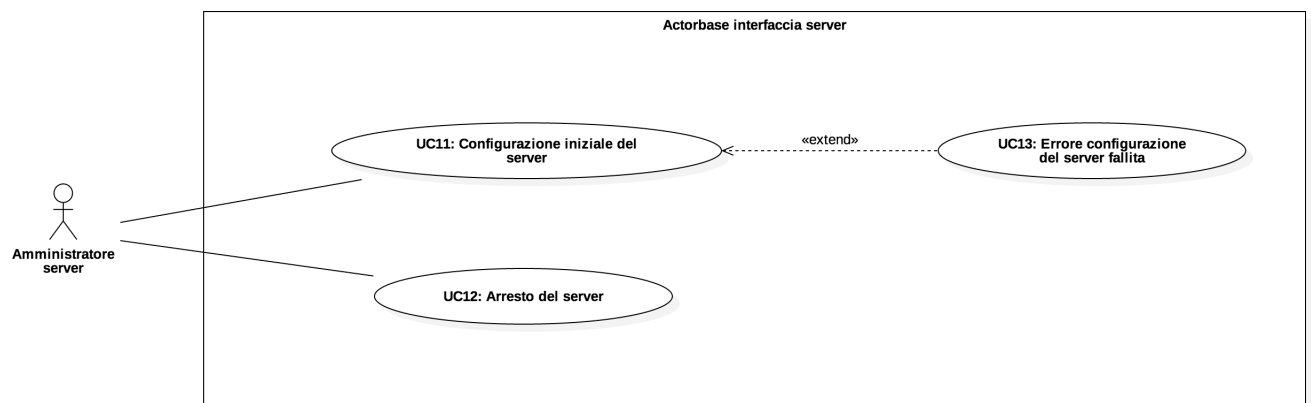 Actorbase interfaccia server
UC11: Configurazione iniziale del
server
«extend»
UC13: Errore configurazione
del server fallita
Amministratore
server
UC12: Arresto del server